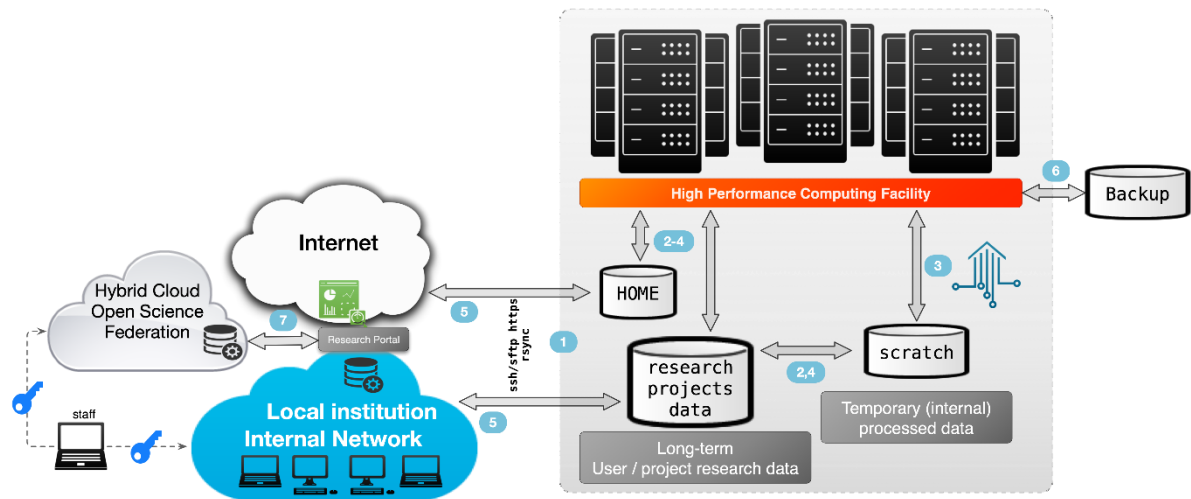 High Performance Computing Facility
6
Backup
Internet
2-4
3
HOME
Hybrid Cloud
Open Science
Federation
5
7
Research Portal
ssh/sftp https
rsync
1
scratch
research
projects
data
2,4
staff
Local institution
Internal Network
5
Temporary (internal)
processed data
Long-term
User / project research data